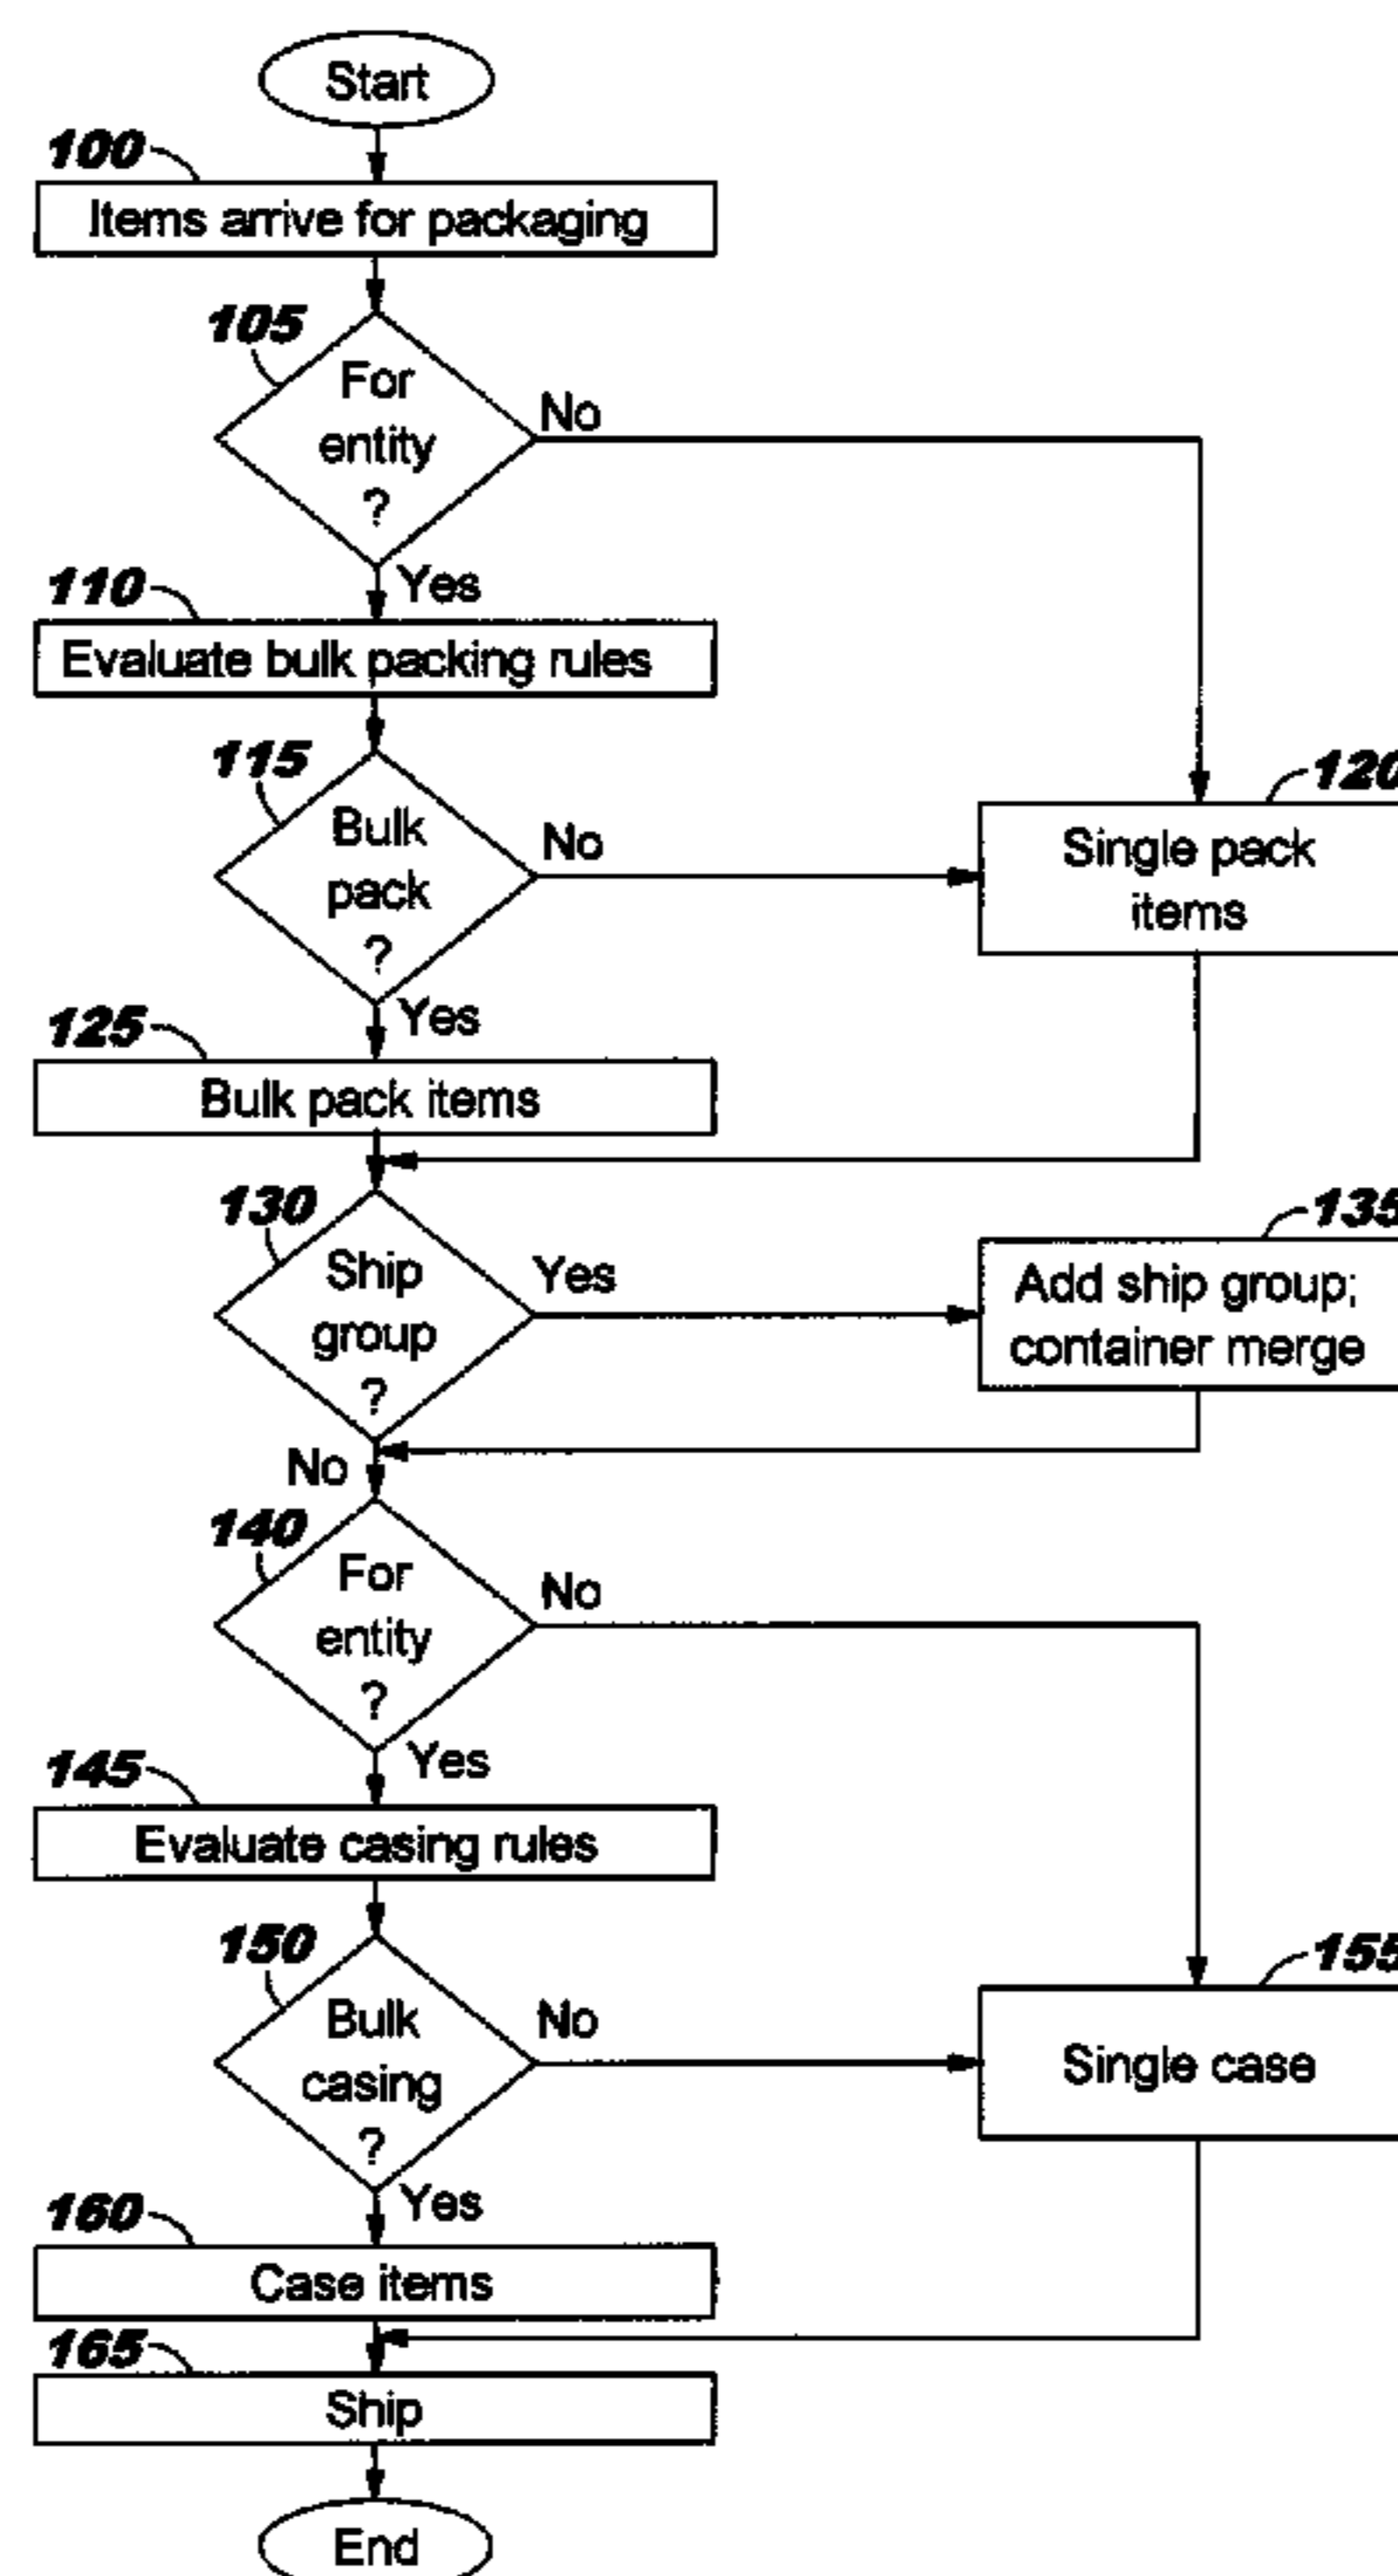 Start
100
Items arrive for packaging
105
For
entity
?
No
Yes
110
Evaluate bulk packing rules
115
Bulk
pack
?
No
120
Single pack
items
Yes
125
Bulk pack items
130
Ship
group
?
Yes
135
Add ship group;
container merge
No
140
For
entity
?
No
Yes
145
Evaluate casing rules
150
Bulk
casing
?
No
155
Single case
Yes
160
Case items
165
Ship
End